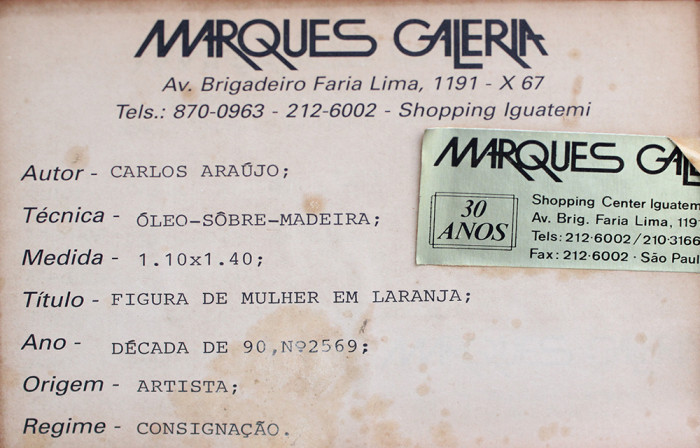 MARQUES GALERIA
Av. Brigadeiro Faria Lima, 1191 - X 67
Tels.: 870-0963 - 212-6002 - Shopping Iguatemi
Autor - CARLOS ARAÚJO;
Técnica - ÓLEO-SÔBRE-MADEIRA;
Medida - 1.10x1.40;
Título - FIGURA DE MULHER EM LARANJA;
Ano - DÉCADA DE 90,Nº2569;
Origem - ARTISTA;
Regime - CONSIGNAÇÃO.
MARQUES GAL
30
ANOS
Shopping Center Iguatem
Av. Brig. Faria Lima, 119
Tels: 212-6002/210-3166
Fax: 212-6002 · São Paul